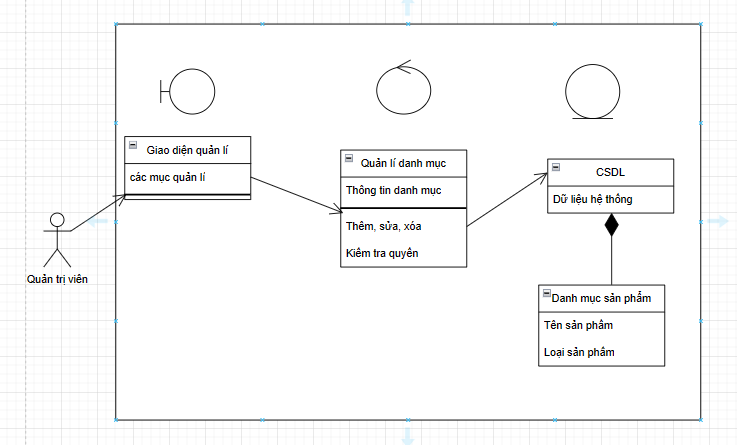 Giao diện quản lí
các mục quản lí
Quản trị viên
Quản lí danh mục
Thông tin danh mục
Thêm, sửa, xóa
Kiểm tra quyền
CSDL
Dữ liệu hệ thống
Danh mục sản phẩm
Tên sản phẩm
Loại sản phẩm